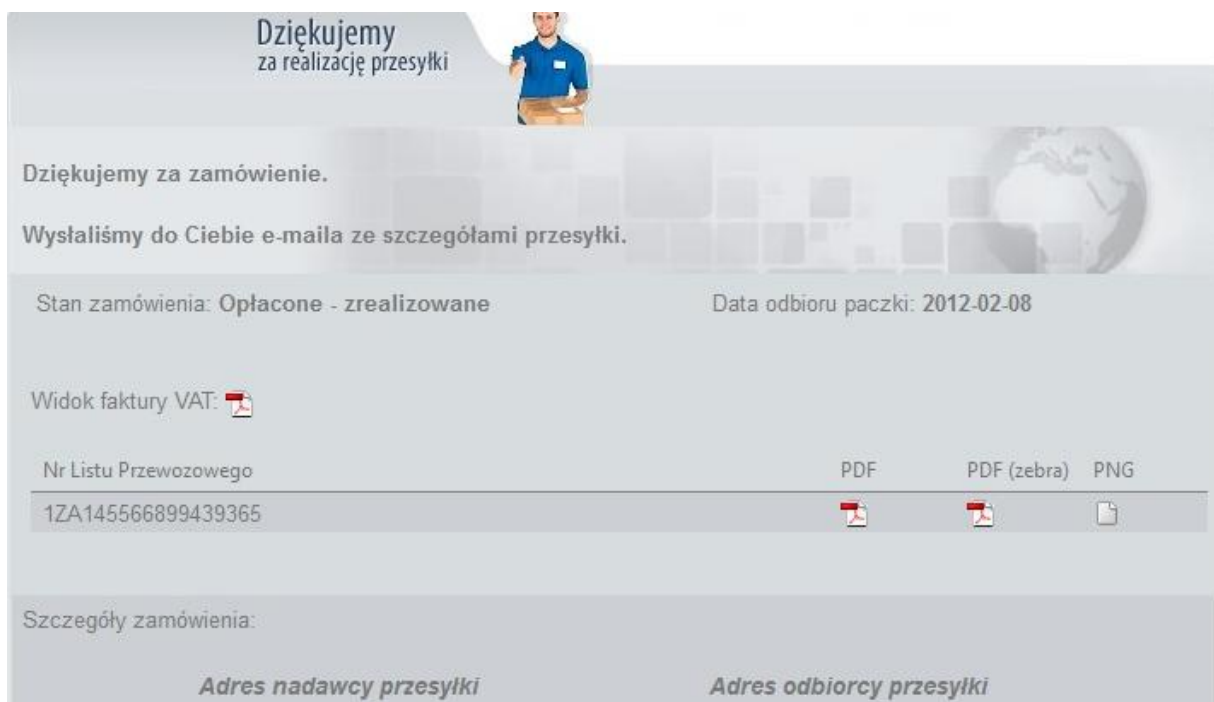 Dziękujemy
za realizację przesyłki
Dziękujemy za zamówienie.
Wysłaliśmy do Ciebie e-maila ze szczegółami przesyłki.
Stan zamówienia: Opłacone - zrealizowane Data odbioru paczki: 2012-02-08
Widok faktury VAT:
Nr Listu Przewozowego PDF PDF (zebra) PNG
1ZA145566899439365
Szczegóły zamówienia:
Adres nadawcy przesyłki Adres odbiorcy przesyłki